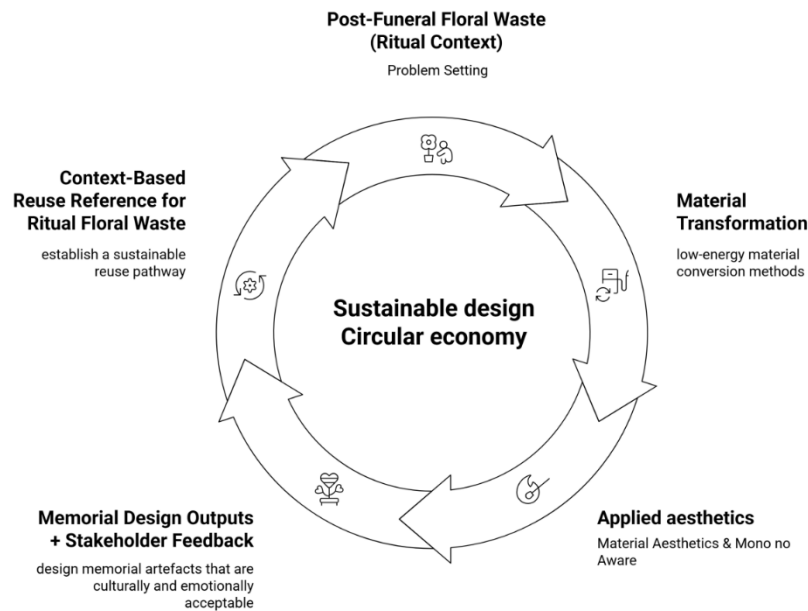 Post-Funeral Floral Waste
(Ritual Context)
Problem Setting
Material
Transformation
low-energy material
conversion methods
Applied aesthetics
Material Aesthetics & Mono no
Aware
Memorial Design Outputs
+ Stakeholder Feedback
design memorial artefacts that are
culturally and emotionally
acceptable
Context-Based
Reuse Reference for
Ritual Floral Waste
establish a sustainable
reuse pathway
Sustainable design
Circular economy